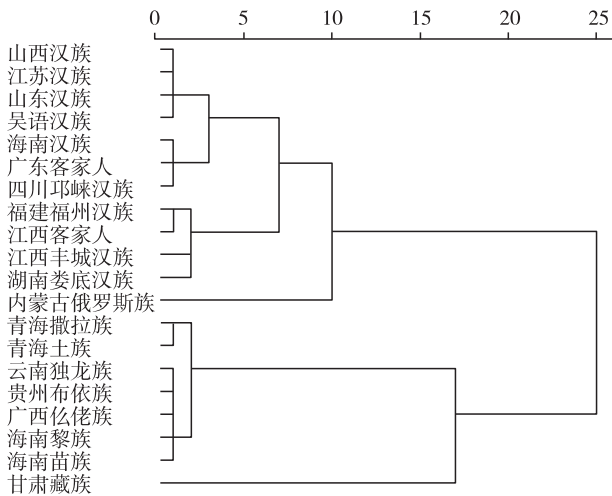 0 5 10 15 20 25
山西汉族
江苏汉族
山东汉族
吴语汉族
海南汉族
广东客家人
四川邛崃汉族
福建福州汉族
江西客家人
江西丰城汉族
湖南娄底汉族
内蒙古俄罗斯族
青海撒拉族
青海土族
云南独龙族
贵州布依族
广西仫佬族
海南黎族
海南苗族
甘肃藏族